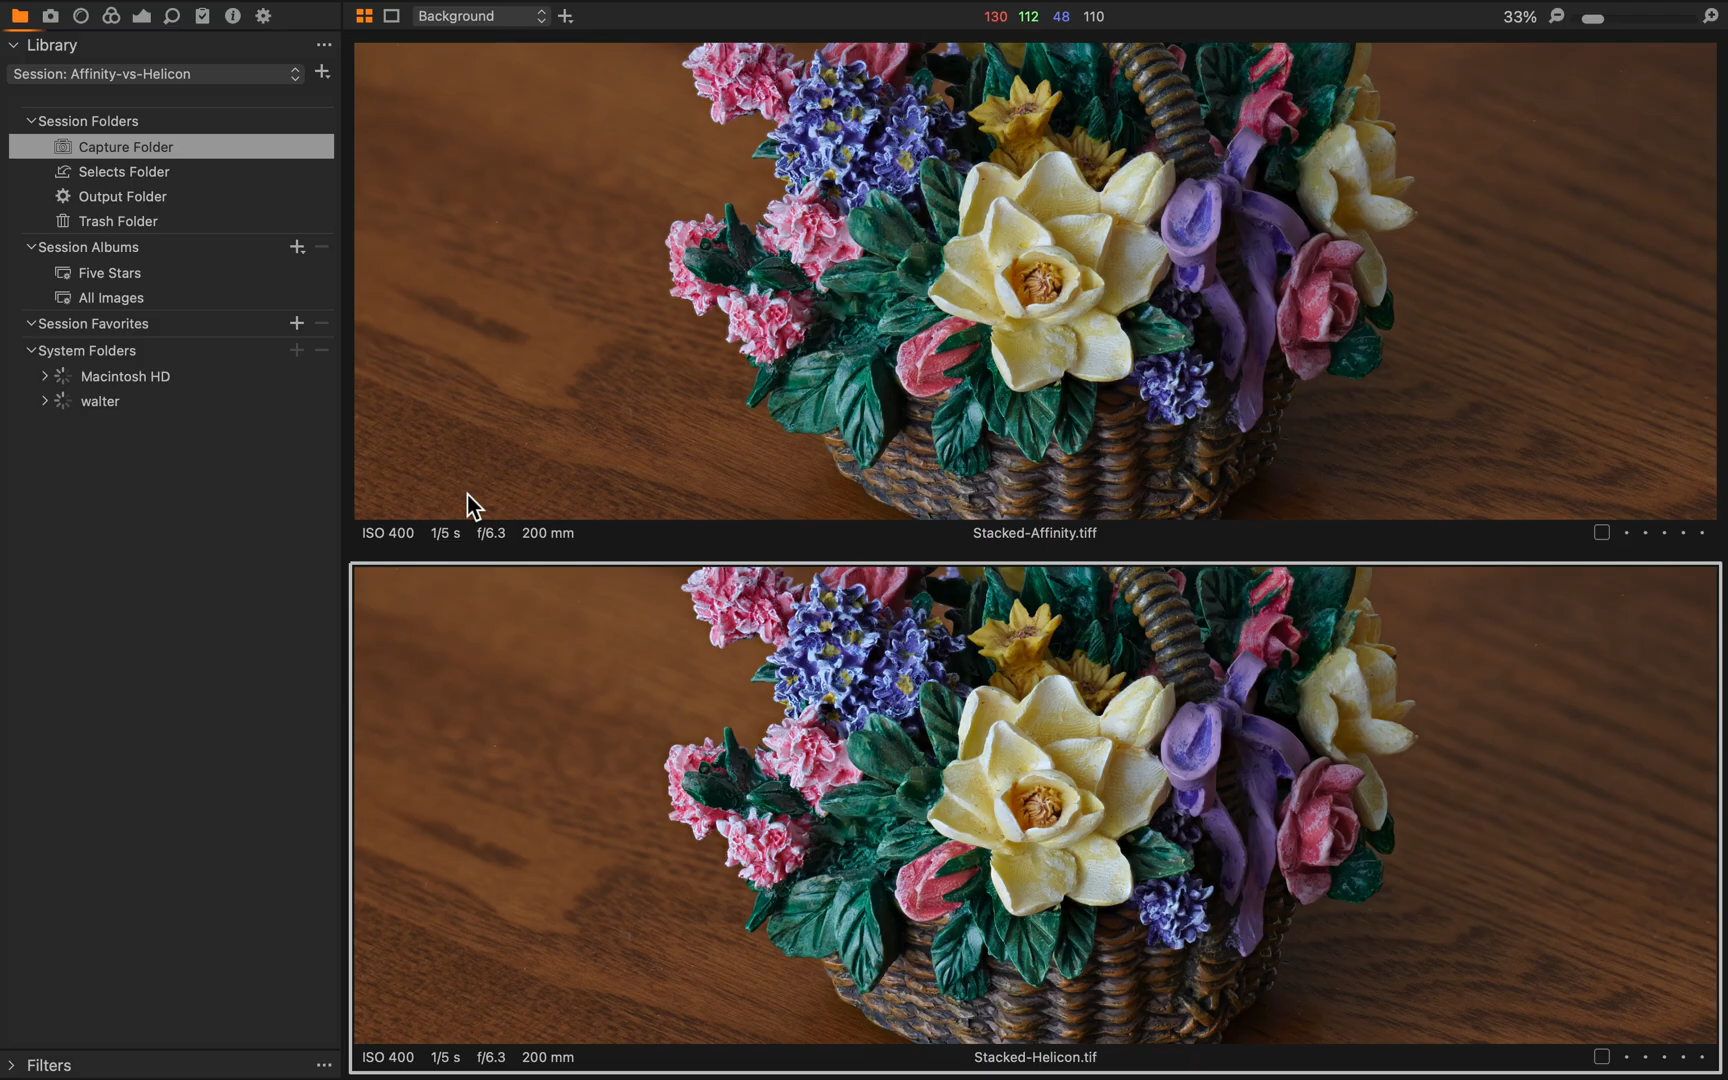 Background
130 112 48 110
33%
Library
Session: Affinity-vs-Helicon
Session Folders
Capture Folder
Selects Folder
Output Folder
Trash Folder
Session Albums
Five Stars
All Images
Session Favorites
System Folders
Macintosh HD
walter
ISO 400 1/5 s f/6.3 200 mm
Stacked-Affinity.tiff
ISO 400 1/5 s f/6.3 200 mm
Stacked-Helicon.tif
Filters